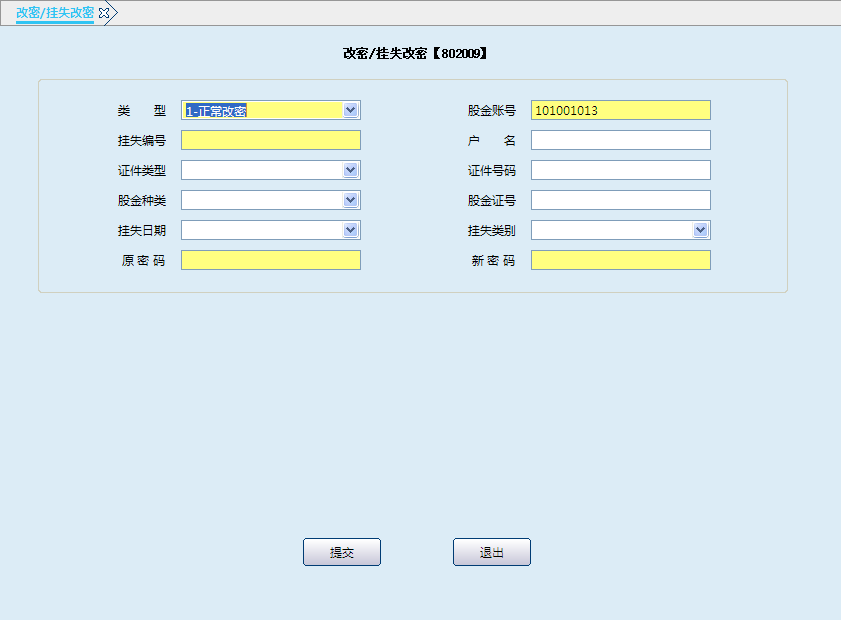 改密/挂失改密
改密/挂失改密【802009】
类 型 1-正常改密 股金账号 101001013
挂失编号 户 名
证件类型 证件号码
股金种类 股金证号
挂失日期 挂失类别
原 密 码 新 密 码
提交 退出